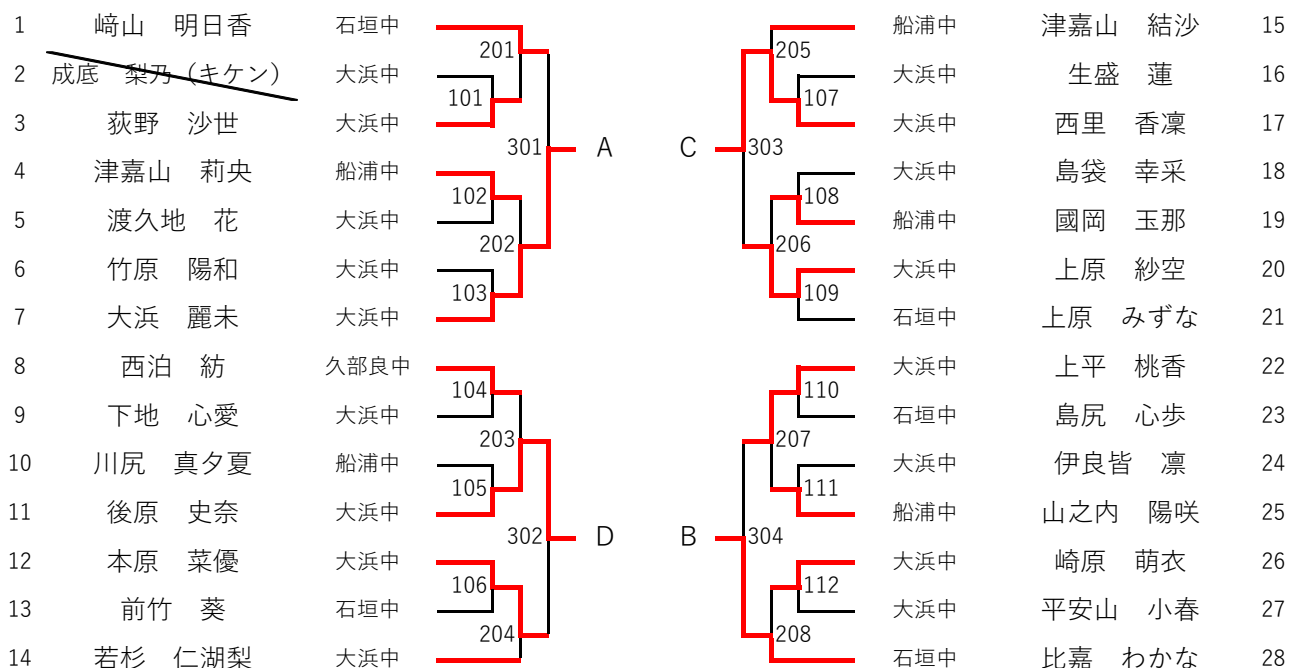 1 﨑山 明日香 石垣中
2 成底 梨乃(キケン) 大浜中
3 荻野 沙世 大浜中
4 津嘉山 莉央 船浦中
5 渡久地 花 大浜中
6 竹原 陽和 大浜中
7 大浜 麗未 大浜中
8 西泊 紡 久部良中
9 下地 心愛 大浜中
10 川尻 真夕夏 船浦中
11 後原 史奈 大浜中
12 本原 菜優 大浜中
13 前竹 葵 石垣中
14 若杉 仁湖梨 大浜中
201
101
301 A
102
202
103
104
203
105
302 D
106
204
205
107
C 303
108
206
109
110
207
111
B 304
112
208
船浦中 津嘉山 結沙 15
大浜中 生盛 蓮 16
大浜中 西里 香凜 17
大浜中 島袋 幸采 18
船浦中 國岡 玉那 19
大浜中 上原 紗空 20
石垣中 上原 みずな 21
大浜中 上平 桃香 22
石垣中 島尻 心歩 23
大浜中 伊良皆 凛 24
船浦中 山之内 陽咲 25
大浜中 崎原 萌衣 26
大浜中 平安山 小春 27
石垣中 比嘉 わかな 28